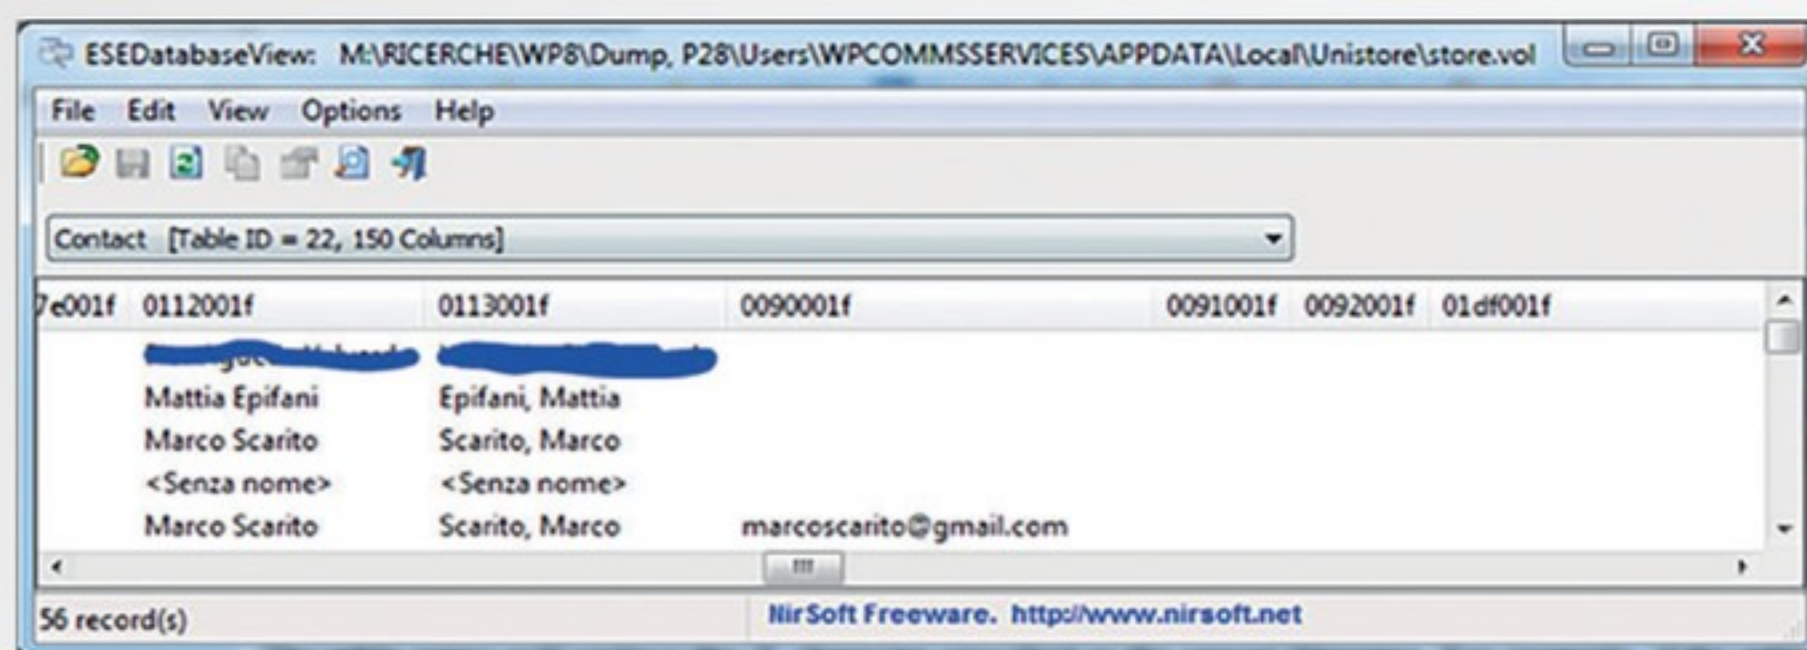 ESEDatabaseView: M:\RICERCHE\WP8\Dump, P28\Users\WPCOMMSSERVICES\APPDATA\Local\Unistore\store.vol
File Edit View Options Help
Contact [Table ID = 22, 150 Columns]
7e001f 0112001f 0113001f 0090001f 0091001f 0092001f 01df001f
Mattia Epifani Epifani, Mattia
Marco Scarito Scarito, Marco
<Senza nome> <Senza nome>
Marco Scarito Scarito, Marco marcoscarito@gmail.com
56 record(s) NirSoft Freeware. http://www.nirsoft.net